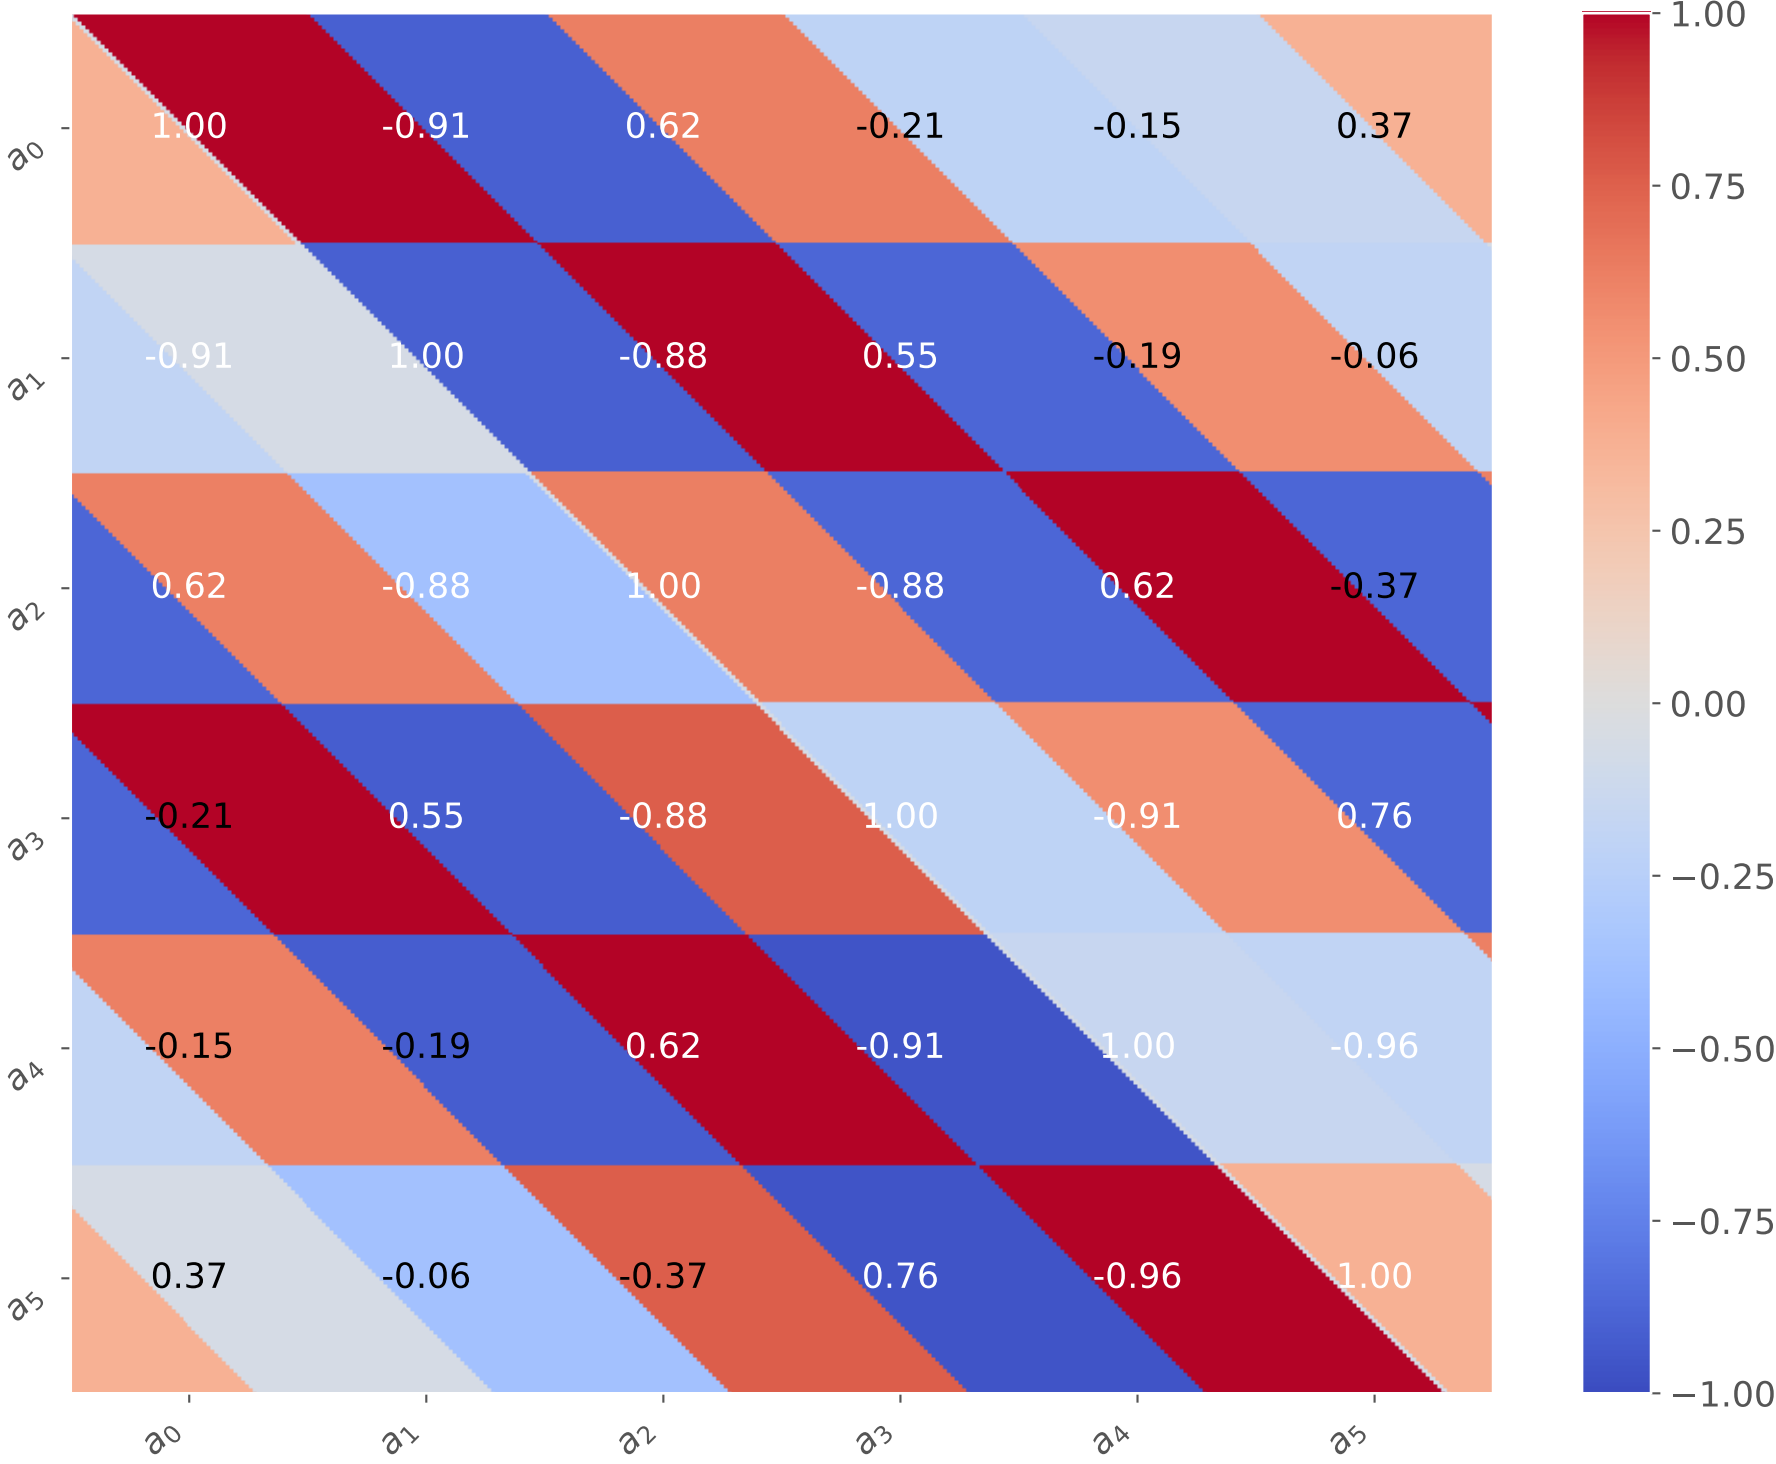 1.00
a0 1.00 -0.91 0.62 -0.21 -0.15 0.37
0.75
a1 -0.91 1.00 -0.88 0.55 -0.19 -0.06
0.50
a2 0.62 -0.88 1.00 -0.88 0.62 -0.37
0.25
0.00
a3 -0.21 0.55 -0.88 1.00 -0.91 0.76
−0.25
a4 -0.15 -0.19 0.62 -0.91 1.00 -0.96
−0.50
−0.75
a5 0.37 -0.06 -0.37 0.76 -0.96 1.00
−1.00
a0 a1 a2 a3 a4 a5